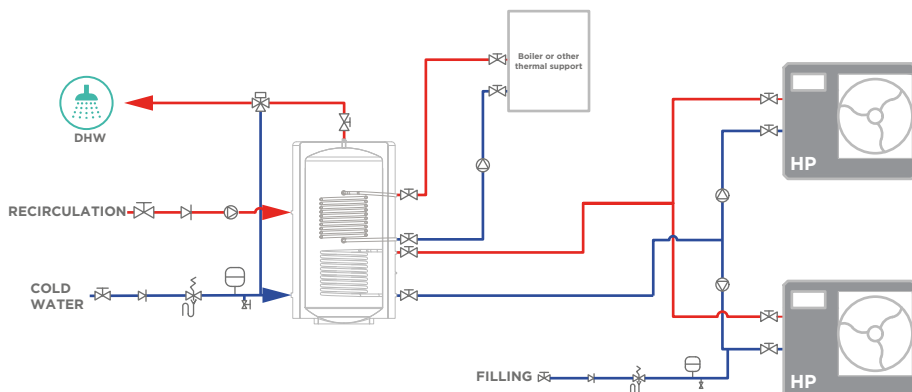 Boiler or other
thermal support
DHW
HP
RECIRCULATION
COLD
WATER
FILLING
HP